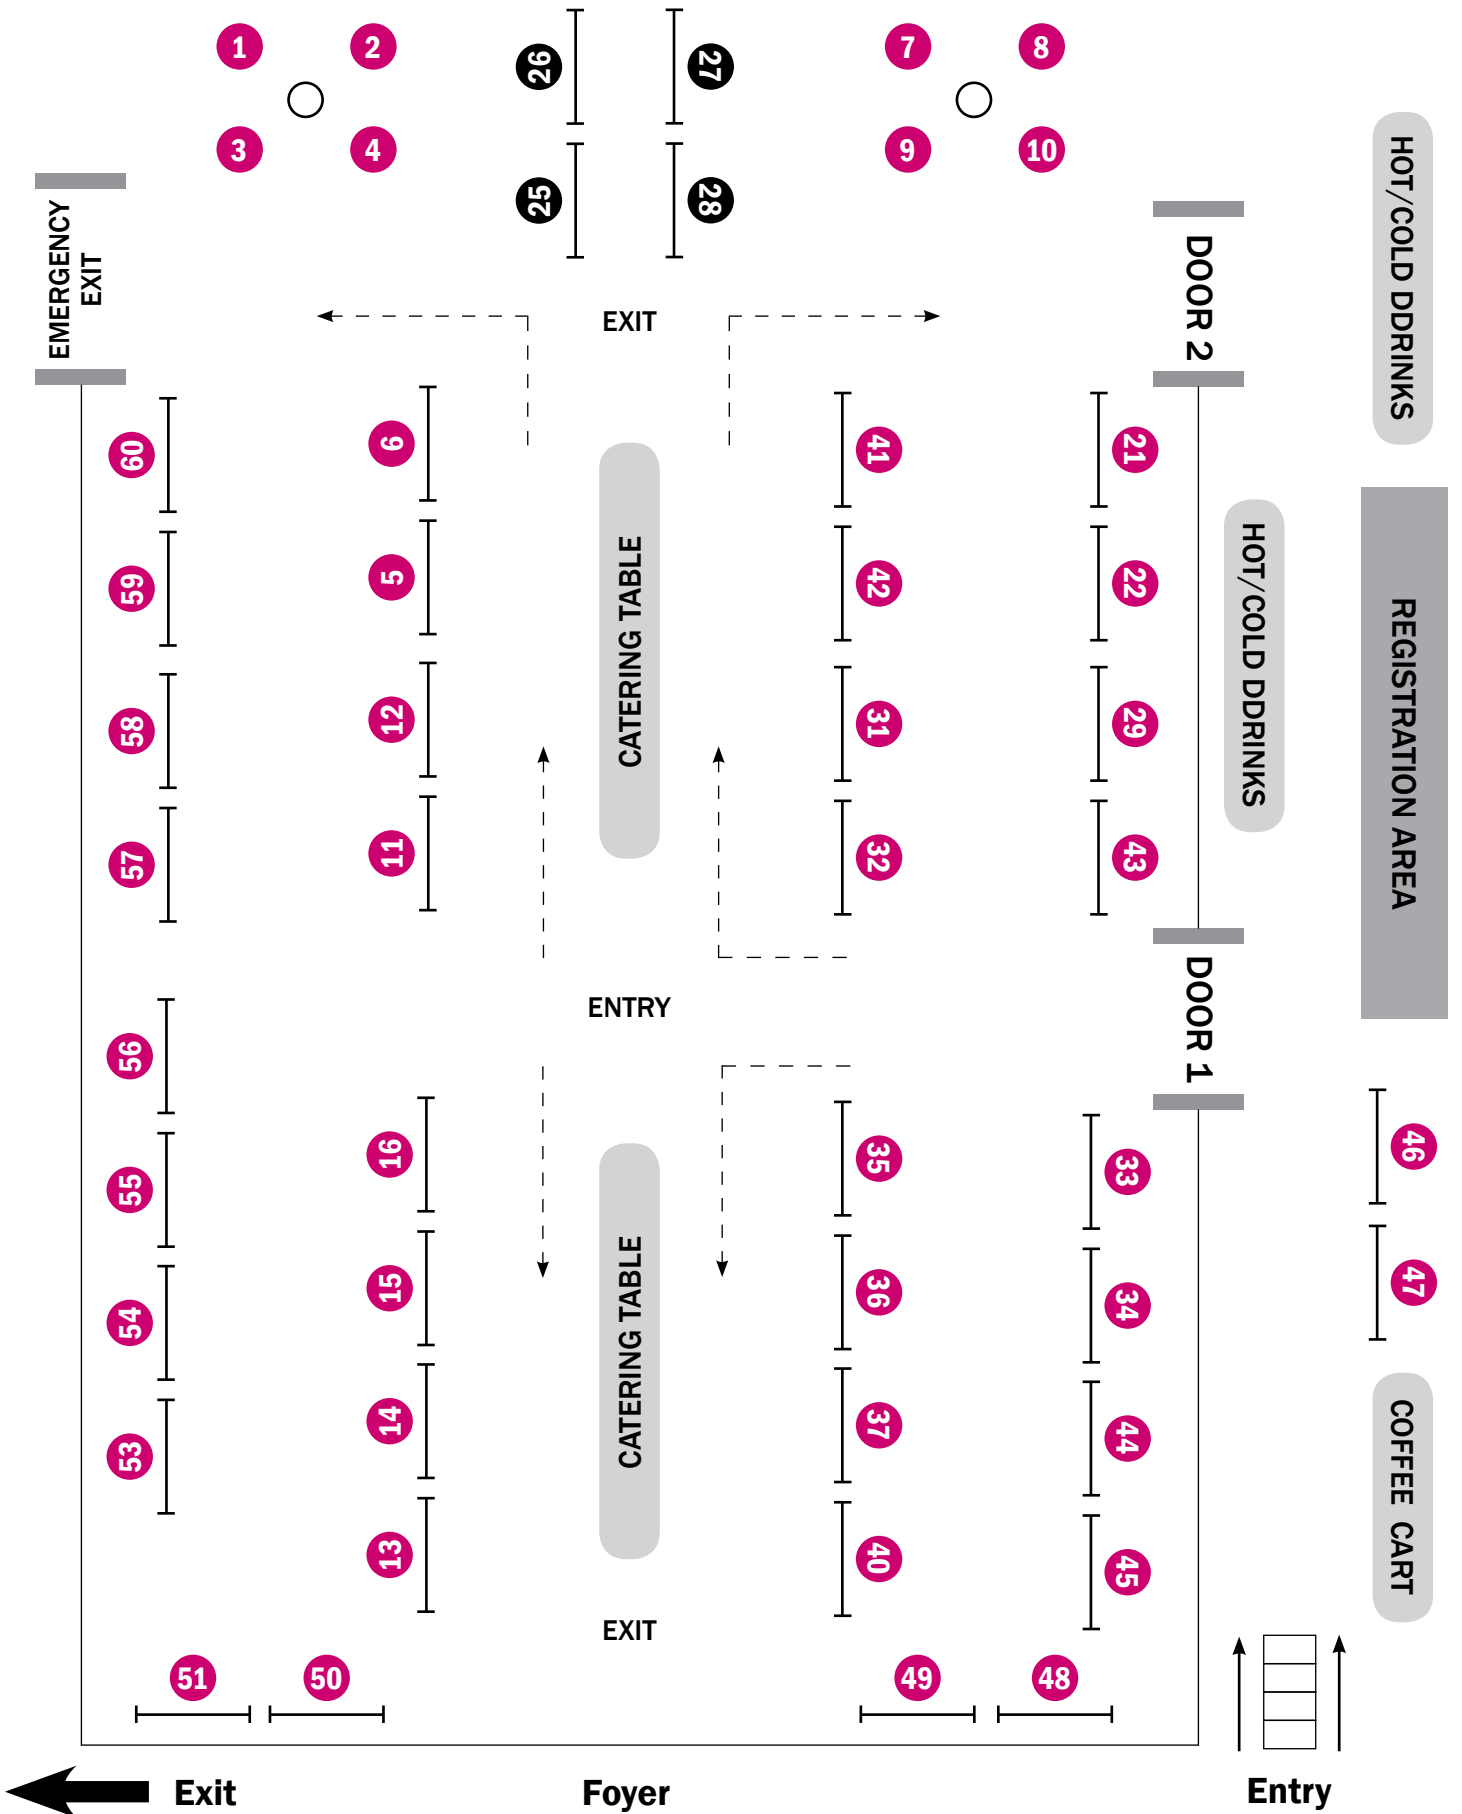 1 2 26 27 7 8
3 4 25 28 9 10
EMERGENCY
EXIT
EXIT
DOOR 2
HOT/COLD DDRINKS
60 6 41 21
59 5 42 22
58 12 31 29
57 11 32 43
CATERING TABLE
HOT/COLD DDRINKS
REGISTRATION AREA
ENTRY
DOOR 1
56 16 35 33 46
55 15 36 34 47
54 14 37 44
53 13 40 45
CATERING TABLE
COFFEE CART
EXIT
51 50 49 48
Exit
Foyer
Entry